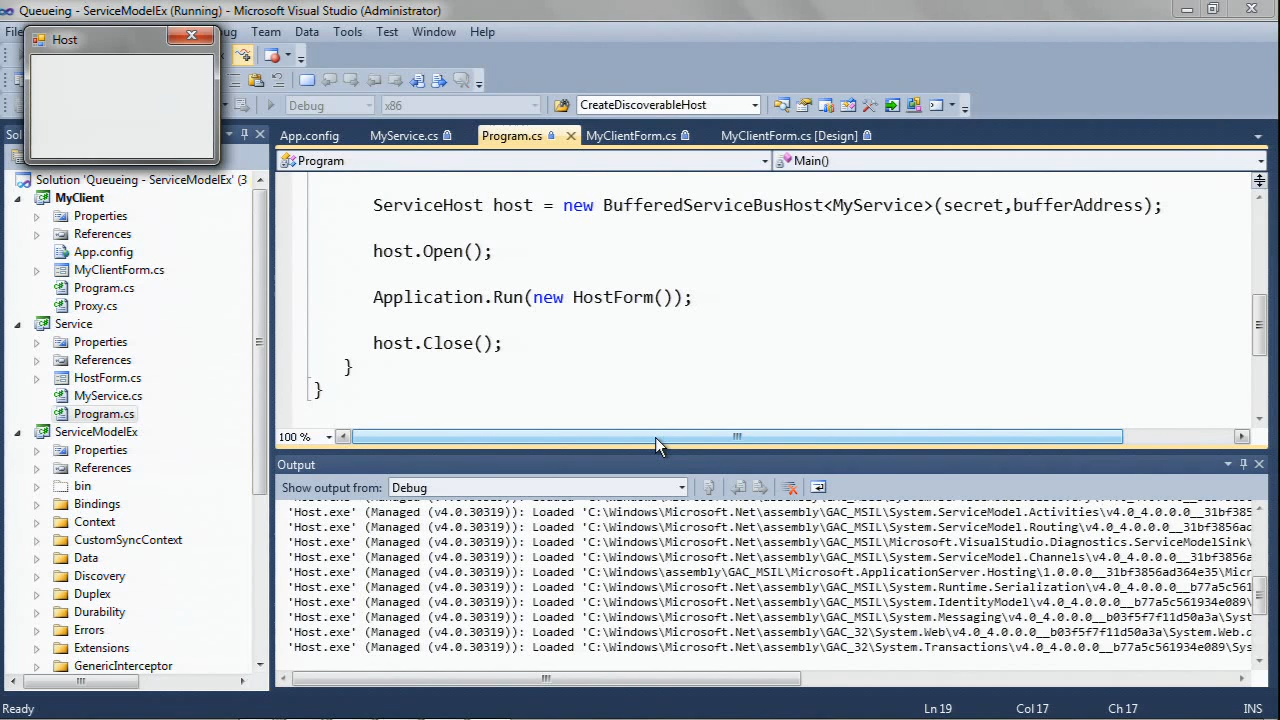 Queueing - ServiceModelEx (Running) - Microsoft Visual Studio (Administrator)
Host
Team Data Tools Test Window Help
Debug x86 CreateDiscoverableHost
App.config MyService.cs Program.cs MyClientForm.cs MyClientForm.cs [Design]
Program Main()
Solution 'Queueing - ServiceModelEx' (3
MyClient
Properties
References
App.config
MyClientForm.cs
Program.cs
Proxy.cs
Service
Properties
References
HostForm.cs
MyService.cs
Program.cs
ServiceModelEx
Properties
References
bin
Bindings
Context
CustomSyncContext
Data
Discovery
Duplex
Durability
Errors
Extensions
GenericInterceptor
ServiceHost host = new BufferedServiceBusHost<MyService>(secret,bufferAddress);
host.Open();
Application.Run(new HostForm());
host.Close();
}
}
100 %
Output
Show output from: Debug
'Host.exe' (Managed (v4.0.30319)): Loaded 'C:\Windows\Microsoft.Net\assembly\GAC_MSIL\System.ServiceModel.Activities\v4.0_4.0.0.0__31bf3856ad
'Host.exe' (Managed (v4.0.30319)): Loaded 'C:\Windows\Microsoft.Net\assembly\GAC_MSIL\System.ServiceModel.Routing\v4.0_4.0.0.0__31bf3856ad364
'Host.exe' (Managed (v4.0.30319)): Loaded 'C:\Windows\Microsoft.Net\assembly\GAC_MSIL\Microsoft.VisualStudio.Diagnostics.ServiceModelSink\
'Host.exe' (Managed (v4.0.30319)): Loaded 'C:\Windows\Microsoft.Net\assembly\GAC_MSIL\System.ServiceModel.Channels\v4.0_4.0.0.0__31bf3856ad36
'Host.exe' (Managed (v4.0.30319)): Loaded 'C:\Windows\assembly\GAC_MSIL\Microsoft.ApplicationServer.Hosting\1.0.0.0__31bf3856ad364e35\Micr
'Host.exe' (Managed (v4.0.30319)): Loaded 'C:\Windows\Microsoft.Net\assembly\GAC_MSIL\System.Runtime.Serialization\v4.0_4.0.0.0__b77a5c561
'Host.exe' (Managed (v4.0.30319)): Loaded 'C:\Windows\Microsoft.Net\assembly\GAC_MSIL\System.IdentityModel\v4.0_4.0.0.0__b77a5c561934e089\
'Host.exe' (Managed (v4.0.30319)): Loaded 'C:\Windows\Microsoft.Net\assembly\GAC_MSIL\System.Messaging\v4.0_4.0.0.0__b03f5f7f11d50a3a\Syst
'Host.exe' (Managed (v4.0.30319)): Loaded 'C:\Windows\Microsoft.Net\assembly\GAC_32\System.Web\v4.0_4.0.0.0__b03f5f7f11d50a3a\System.Web.d
'Host.exe' (Managed (v4.0.30319)): Loaded 'C:\Windows\Microsoft.Net\assembly\GAC_32\System.Transactions\v4.0_4.0.0.0__b77a5c561934e089\Sys
Ready Ln 19 Col 17 Ch 17 INS